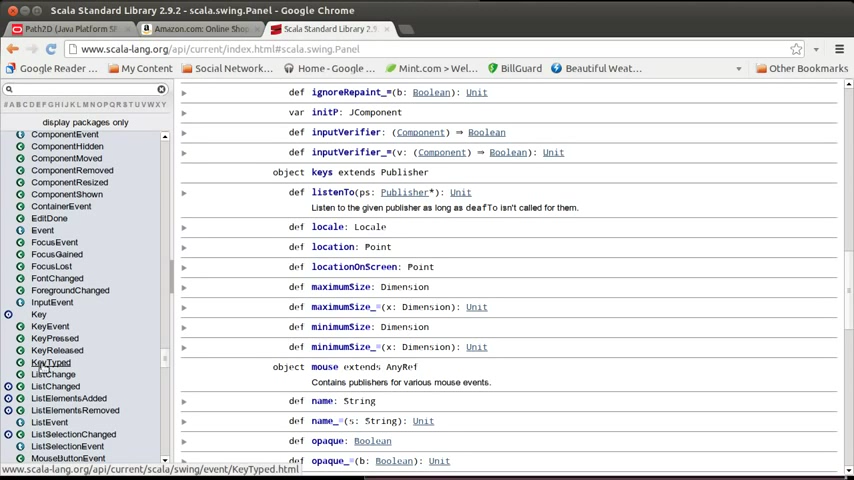 Scala Standard Library 2.9.2 - scala.swing.Panel - Google Chrome
Path2D (Java Platform SE
Amazon.com: Online Shop
Scala Standard Library 2.9.
www.scala-lang.org/api/current/index.html#scala.swing.Panel
Google Reader ...
My Content
Social Network...
Home - Google ...
Mint.com > Wel...
BillGuard
Beautiful Weat...
Other Bookmarks
#ABCDEFGHIJKLMNOPQRSTUVWXY
display packages only
ComponentEvent
ComponentHidden
ComponentMoved
ComponentRemoved
ComponentResized
ComponentShown
ContainerEvent
EditDone
Event
FocusEvent
FocusGained
FocusLost
FontChanged
ForegroundChanged
InputEvent
Key
KeyEvent
KeyPressed
KeyReleased
KeyTyped
ListChange
ListChanged
ListElementsAdded
ListElementsRemoved
ListEvent
ListSelectionChanged
ListSelectionEvent
MouseButtonEvent
www.scala-lang.org/api/current/scala/swing/event/KeyTyped.html
def ignoreRepaint_=(b: Boolean): Unit
var initP: JComponent
def inputVerifier: (Component) ⇒ Boolean
def inputVerifier_=(v: (Component) ⇒ Boolean): Unit
object keys extends Publisher
def listenTo(ps: Publisher*): Unit
Listen to the given publisher as long as deafTo isn't called for them.
def locale: Locale
def location: Point
def locationOnScreen: Point
def maximumSize: Dimension
def maximumSize_=(x: Dimension): Unit
def minimumSize: Dimension
def minimumSize_=(x: Dimension): Unit
object mouse extends AnyRef
Contains publishers for various mouse events.
def name: String
def name_=(s: String): Unit
def opaque: Boolean
def opaque_=(b: Boolean): Unit